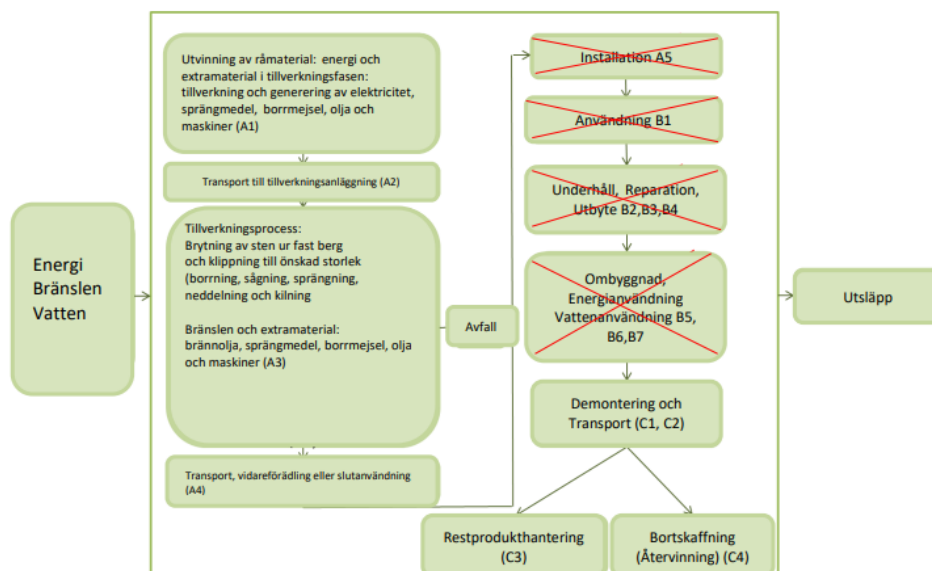 Energi
Bränslen
Vatten
Utvinning av råmaterial: energi och
extramaterial i tillverkningsfasen:
tillverkning och generering av elektricitet,
sprängmedel, borrmejsel, olja och
maskiner (A1)
Transport till tillverkningsanläggning (A2)
Tillverkningsprocess:
Brytning av sten ur fast berg
och klippning till önskad storlek
(borrning, sågning, sprängning,
neddelning och kilning
Bränslen och extramaterial:
brännolja, sprängmedel, borrmejsel, olja
och maskiner (A3)
Transport, vidareförädling eller slutanvändning
(A4)
Avfall
Installation A5
Användning B1
Underhåll, Reparation,
Utbyte B2,B3,B4
Ombyggnad,
Energianvändning
Vattenanvändning B5,
B6,B7
Demontering och
Transport (C1, C2)
Restprodukthantering
(C3)
Bortskaffning
(Återvinning) (C4)
Utsläpp